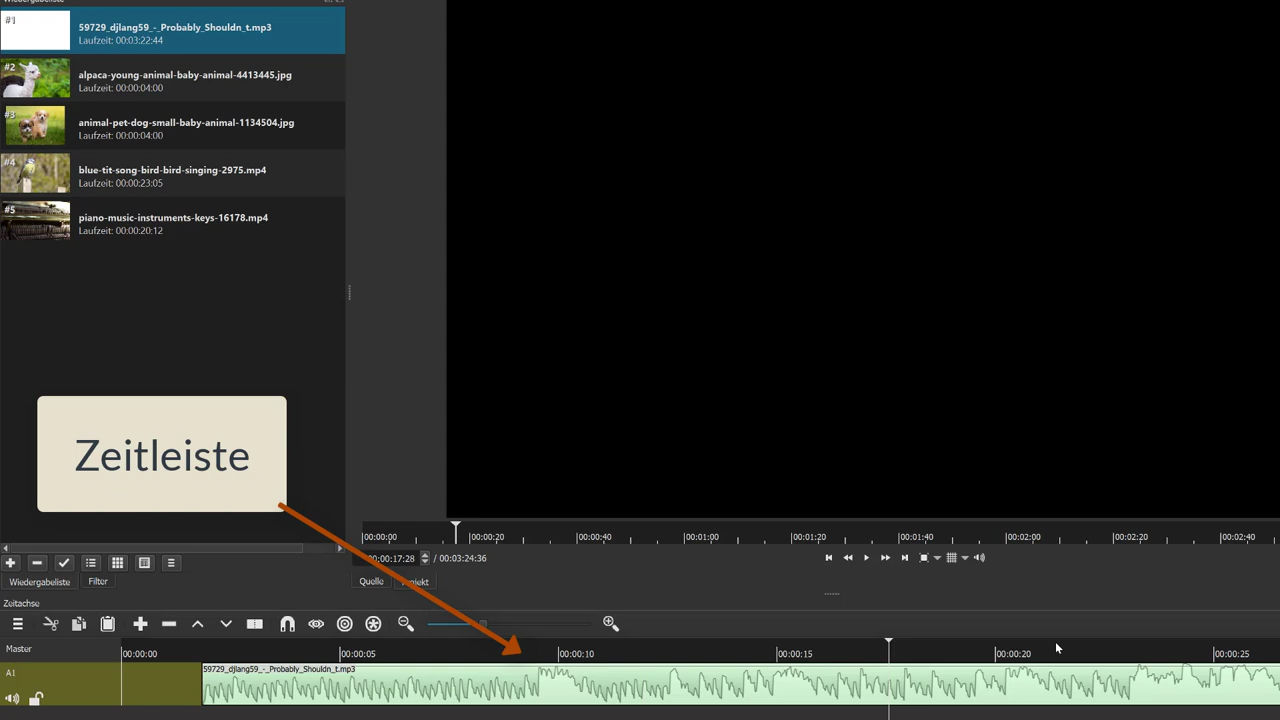 #1
59729_djlang59_-_Probably_Shouldn_t.mp3
Laufzeit: 00:03:22:44
#2
alpaca-young-animal-baby-animal-4413445.jpg
Laufzeit: 00:00:04:00
#3
animal-pet-dog-small-baby-animal-1134504.jpg
Laufzeit: 00:00:04:00
#4
blue-tit-song-bird-bird-singing-2975.mp4
Laufzeit: 00:00:23:05
#5
piano-music-instruments-keys-16178.mp4
Laufzeit: 00:00:20:12
Zeitleiste
00:00:00 00:00:20 00:00:40 00:01:00 00:01:20 00:01:40 00:02:00 00:02:20 00:02:40
00:00:17:28 / 00:03:24:36
Wiedergabeliste Filter
Quelle
Zeitachse
Master
00:00:00 00:00:05 00:00:10 00:00:15 00:00:20 00:00:25
A1
59729_djlang59_-_Probably_Shouldn_t.mp3